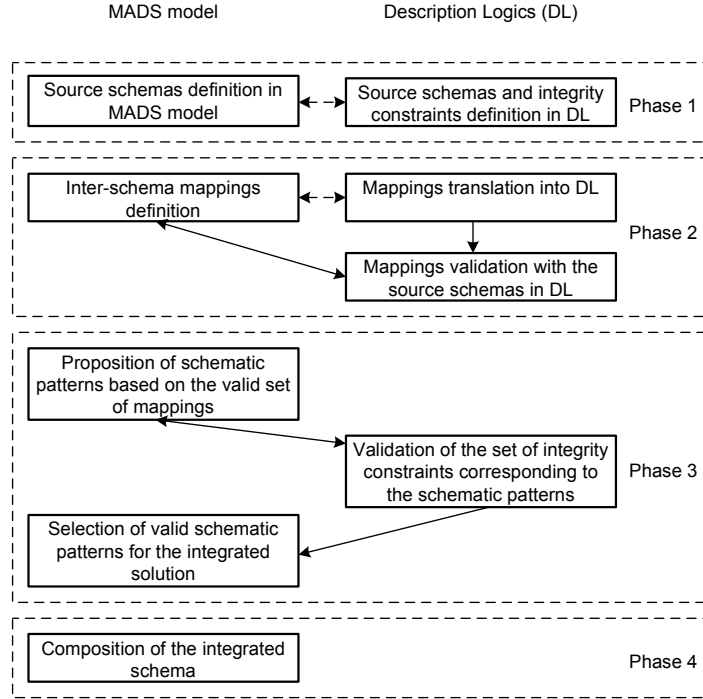 MADS model
Description Logics (DL)
Source schemas definition in
MADS model
Source schemas and integrity
constraints definition in DL
Phase 1
Inter-schema mappings
definition
Mappings translation into DL
Phase 2
Mappings validation with the
source schemas in DL
Proposition of schematic
patterns based on the valid set
of mappings
Validation of the set of integrity
constraints corresponding to
the schematic patterns
Phase 3
Selection of valid schematic
patterns for the integrated
solution
Composition of the integrated
schema
Phase 4